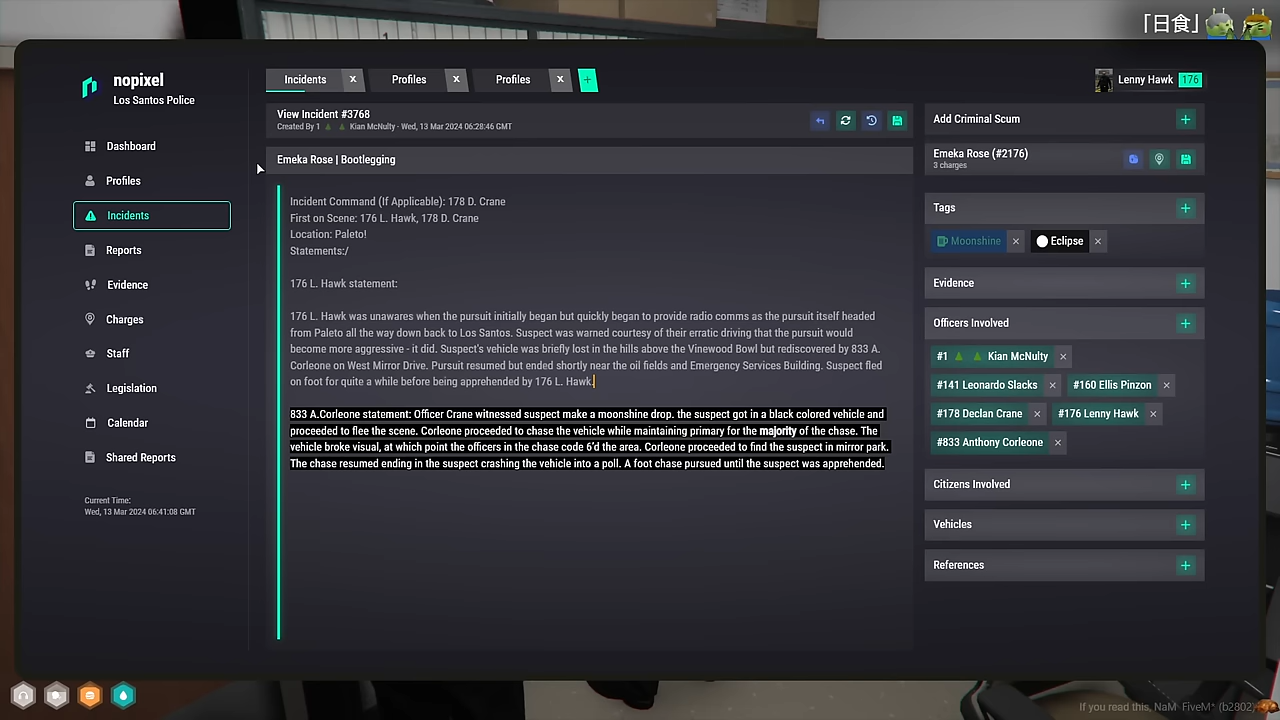 「日食」
nopixel
Los Santos Police
Incidents x Profiles x Profiles x +
Lenny Hawk 176
Dashboard
Profiles
Incidents
Reports
Evidence
Charges
Staff
Legislation
Calendar
Shared Reports
Current Time:
Wed, 13 Mar 2024 06:41:08 GMT
View Incident #3768
Created By 1 Kian McNulty - Wed, 13 Mar 2024 06:28:46 GMT
Emeka Rose | Bootlegging
Incident Command (If Applicable): 178 D. Crane
First on Scene: 176 L. Hawk, 178 D. Crane
Location: Paleto!
Statements:/
176 L. Hawk statement:
176 L. Hawk was unawares when the pursuit initially began but quickly began to provide radio comms as the pursuit itself headed
from Paleto all the way down back to Los Santos. Suspect was warned courtesy of their erratic driving that the pursuit would
become more aggressive - it did. Suspect's vehicle was briefly lost in the hills above the Vinewood Bowl but rediscovered by 833 A.
Corleone on West Mirror Drive. Pursuit resumed but ended shortly near the oil fields and Emergency Services Building. Suspect fled
on foot for quite a while before being apprehended by 176 L. Hawk.
833 A.Corleone statement: Officer Crane witnessed suspect make a moonshine drop. the suspect got in a black colored vehicle and
proceeded to flee the scene. Corleone proceeded to chase the vehicle while maintaining primary for the majority of the chase. The
vehicle broke visual, at which point the officers in the chase code 6'd the area. Corleone proceeded to find the suspect in mirror park.
The chase resumed ending in the suspect crashing the vehicle into a poll. A foot chase pursued until the suspect was apprehended.
Add Criminal Scum +
Emeka Rose (#2176)
3 charges
Tags +
Moonshine x Eclipse x
Evidence +
Officers Involved +
#1 Kian McNulty x
#141 Leonardo Slacks x #160 Ellis Pinzon x
#178 Declan Crane x #176 Lenny Hawk x
#833 Anthony Corleone x
Citizens Involved +
Vehicles +
References +
If you read this, NaM FiveM* (b2802)